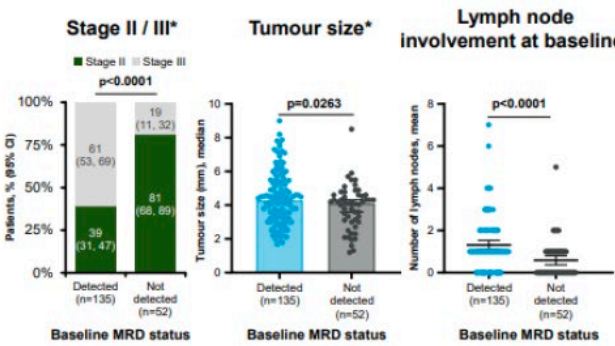 Stage II / III*
Stage II Stage III
p<0.0001
100%
75%
50%
25%
0%
Patients, % (95% CI)
61
(53, 69)
39
(31, 47)
19
(11, 32)
81
(68, 89)
Detected
(n=135)
Not
detected
(n=52)
Baseline MRD status
Tumour size*
p=0.0263
10
8
6
4
2
0
Tumour size (mm), median
Detected
(n=135)
Not
detected
(n=52)
Baseline MRD status
Lymph node
involvement at baseline
p<0.0001
8
6
4
2
0
Number of lymph nodes, mean
Detected
(n=135)
Not
detected
(n=52)
Baseline MRD status